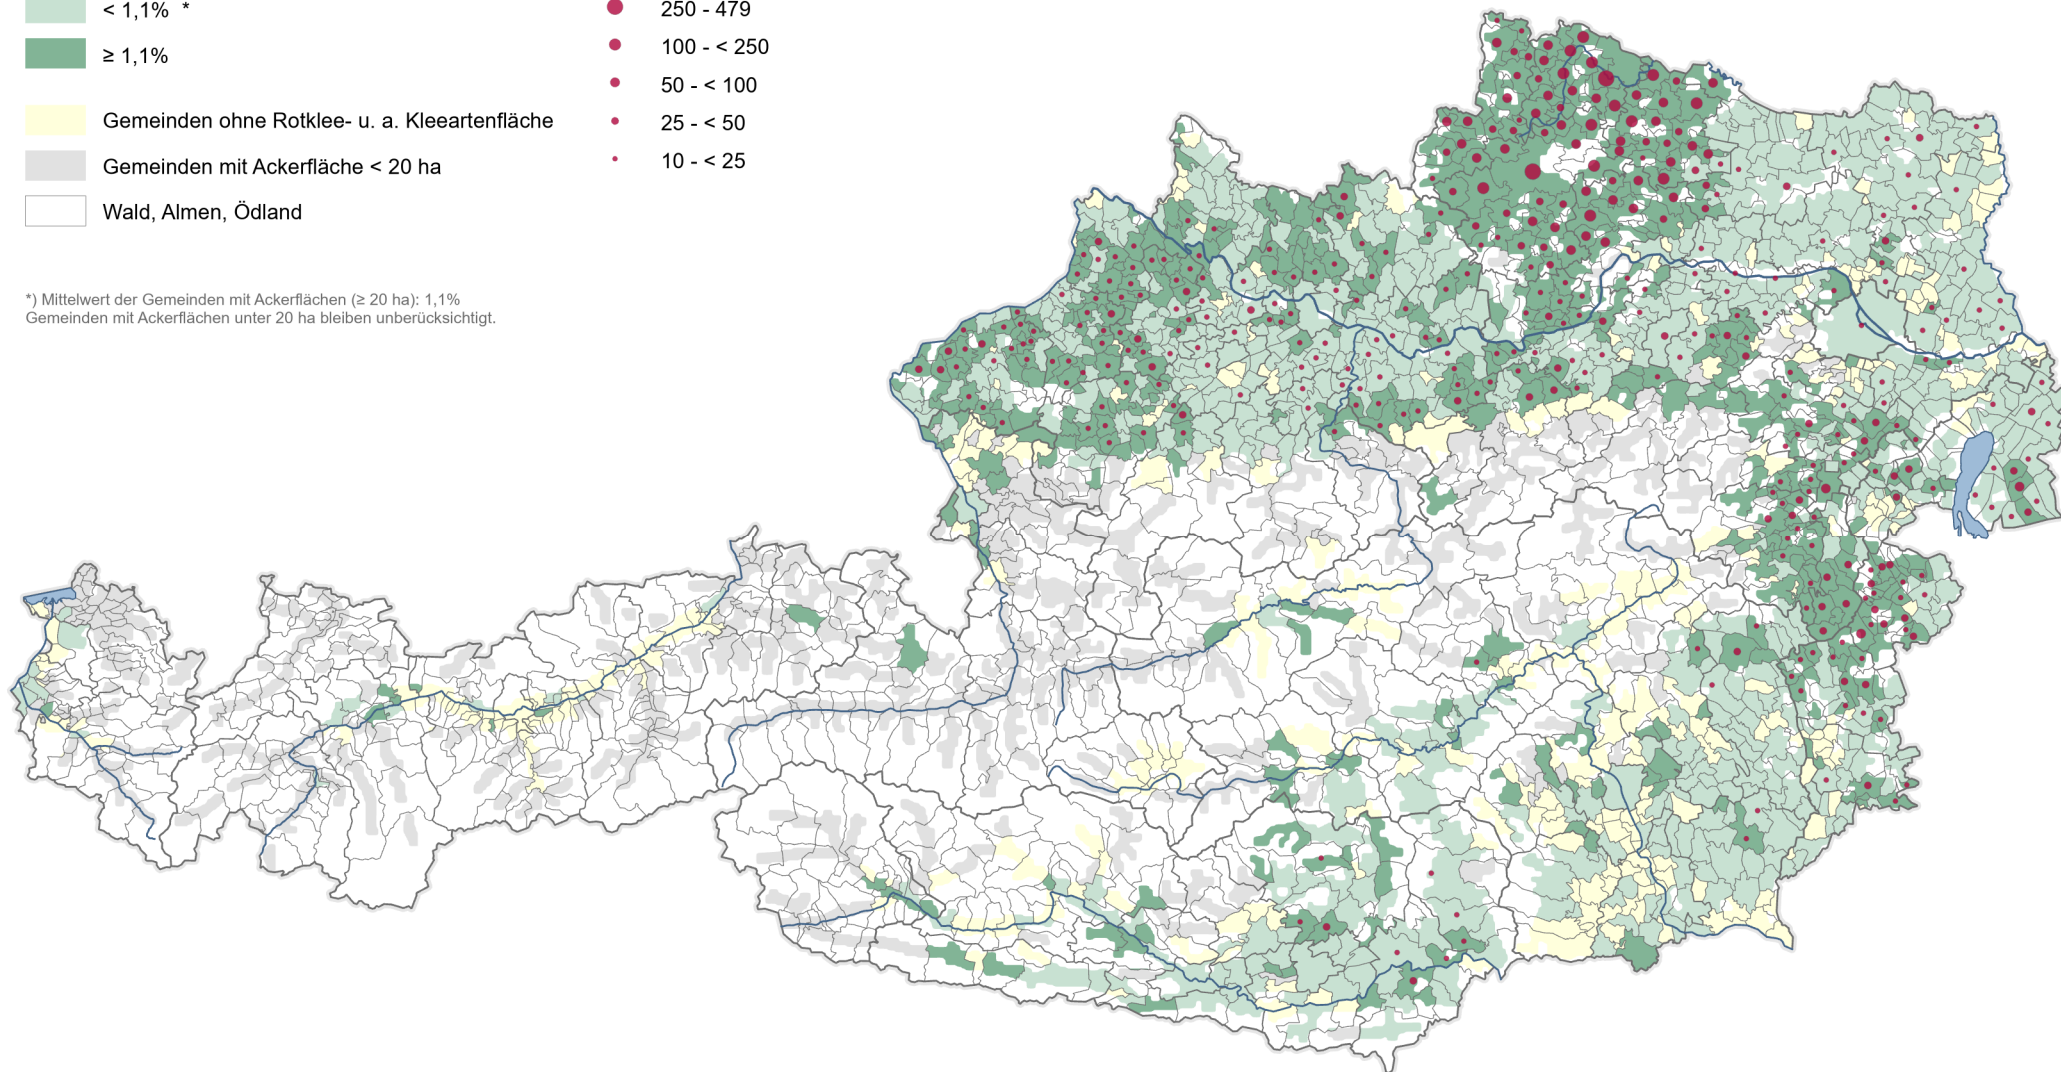 < 1,1% *
≥ 1,1%
Gemeinden ohne Rotklee- u. a. Kleeartenfläche
Gemeinden mit Ackerfläche < 20 ha
Wald, Almen, Ödland
250 - 479
100 - < 250
50 - < 100
25 - < 50
10 - < 25
*) Mittelwert der Gemeinden mit Ackerflächen (≥ 20 ha): 1,1%
Gemeinden mit Ackerflächen unter 20 ha bleiben unberücksichtigt.